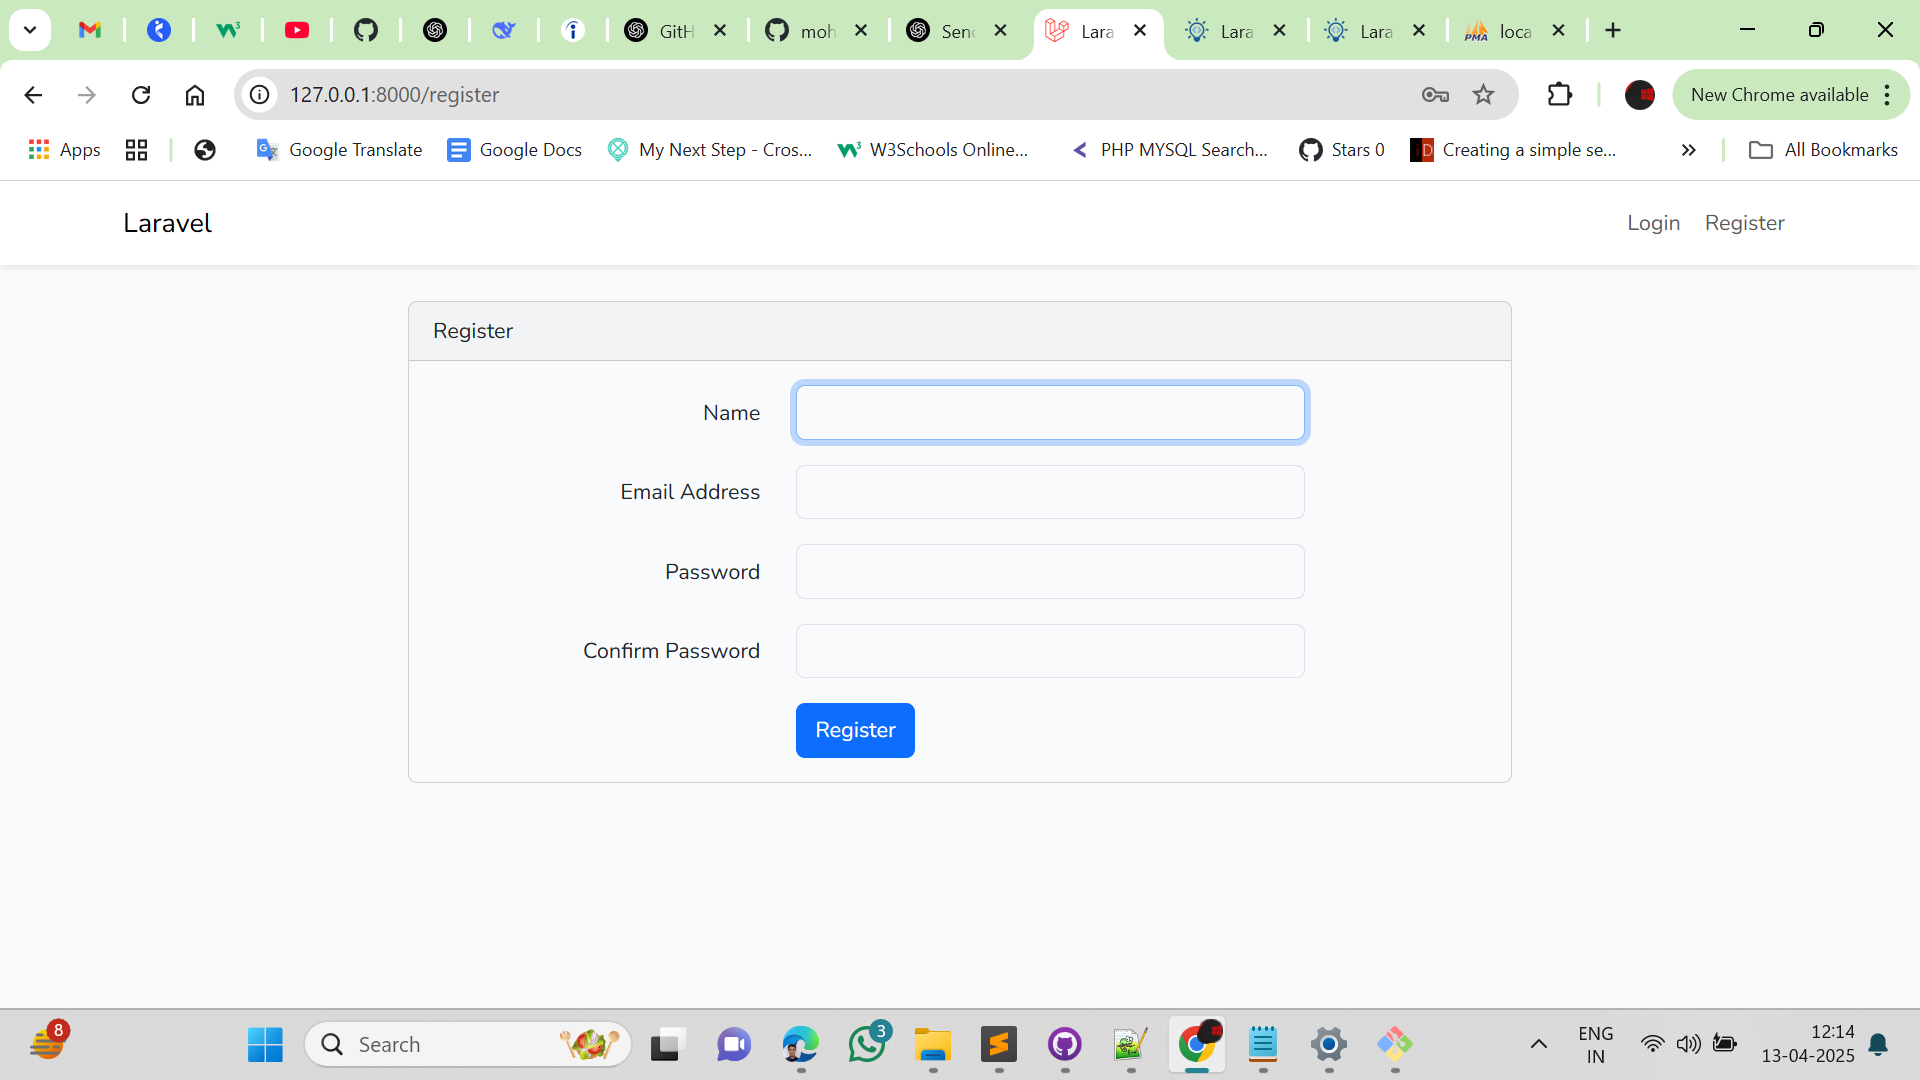 GitH
moh
Send
Lara
Lara
Lara
loca
127.0.0.1:8000/register
New Chrome available
Apps
Google Translate
Google Docs
My Next Step - Cros...
W3Schools Online...
PHP MYSQL Search...
Stars 0
Creating a simple se...
All Bookmarks
Laravel
Login
Register
Register
Name
Email Address
Password
Confirm Password
Register
8
Search
3
ENG
IN
12:14
13-04-2025